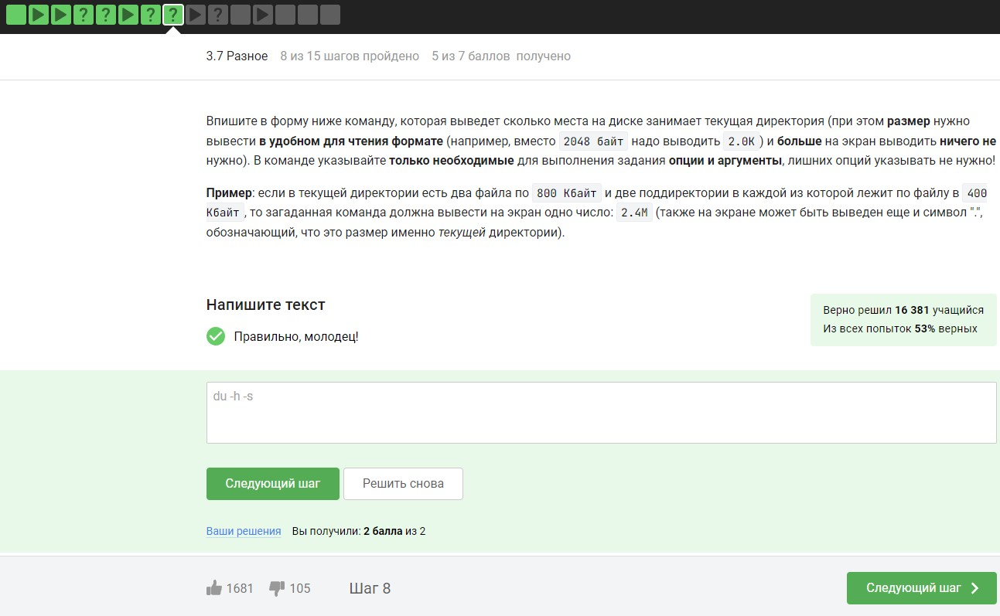 ? ? ? ? ?
3.7 Разное 8 из 15 шагов пройдено 5 из 7 баллов получено
Впишите в форму ниже команду, которая выведет сколько места на диске занимает текущая директория (при этом размер нужно
вывести в удобном для чтения формате (например, вместо 2048 байт надо выводить 2.0K) и больше на экран выводить ничего не
нужно). В команде указывайте только необходимые для выполнения задания опции и аргументы, лишних опций указывать не нужно!
Пример: если в текущей директории есть два файла по 800 Кбайт и две поддиректории в каждой из которой лежит по файлу в 400
Кбайт, то загаданная команда должна вывести на экран одно число: 2.4M (также на экране может быть выведен еще и символ ".",
обозначающий, что это размер именно текущей директории).
Напишите текст
Верно решил 16 381 учащийся
Из всех попыток 53% верных
Правильно, молодец!
du -h -s
Следующий шаг Решить снова
Ваши решения Вы получили: 2 балла из 2
1681 105 Шаг 8 Следующий шаг